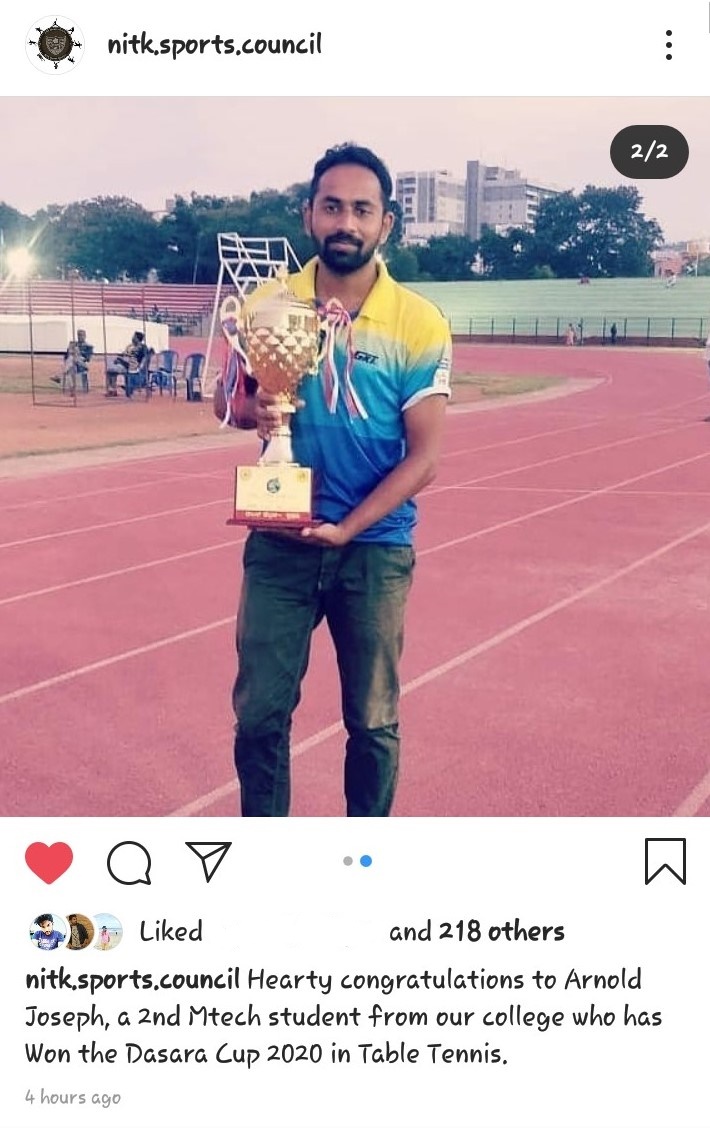 nitk.sports.council
2/2
GKT
Liked and 218 others
nitk.sports.council Hearty congratulations to Arnold
Joseph, a 2nd Mtech student from our college who has
Won the Dasara Cup 2020 in Table Tennis.
4 hours ago